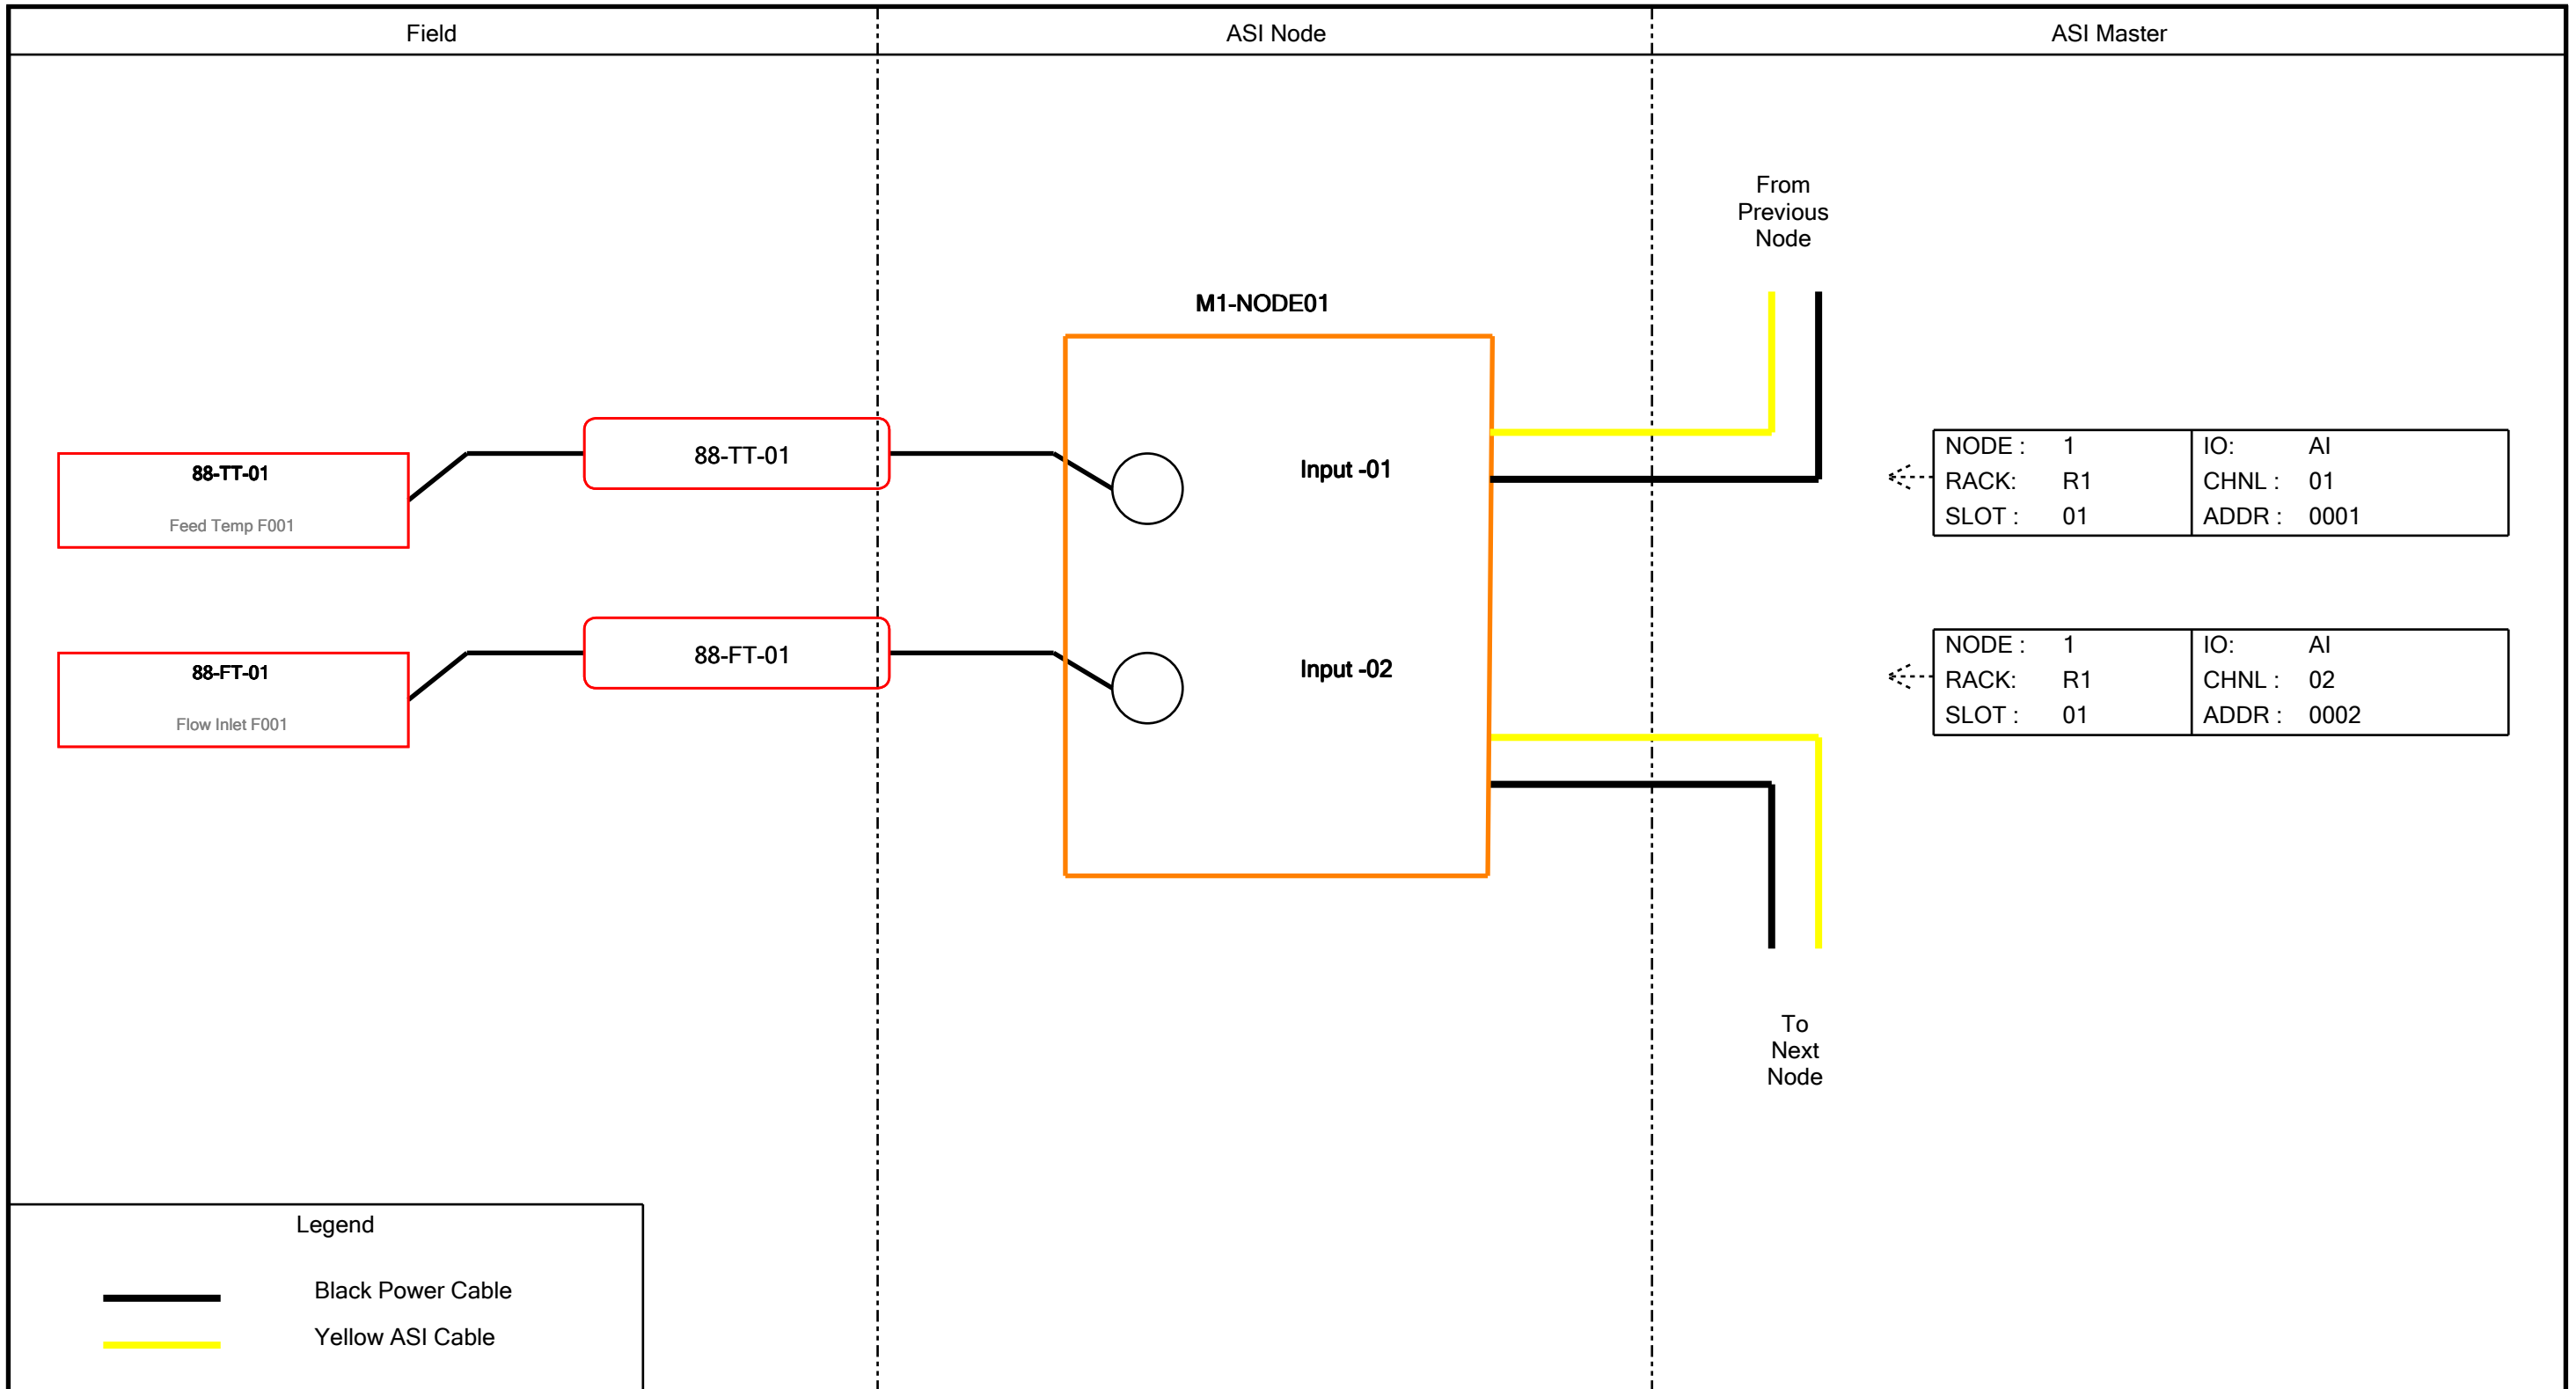 Field
ASI Node
ASI Master
From
Previous
Node
M1-NODE01
88-TT-01
Feed Temp F001
88-TT-01
Input -01
NODE : 1 IO: AI
RACK: R1 CHNL : 01
SLOT : 01 ADDR : 0001
88-FT-01
Flow Inlet F001
88-FT-01
Input -02
NODE : 1 IO: AI
RACK: R1 CHNL : 02
SLOT : 01 ADDR : 0002
To
Next
Node
Legend
Black Power Cable
Yellow ASI Cable